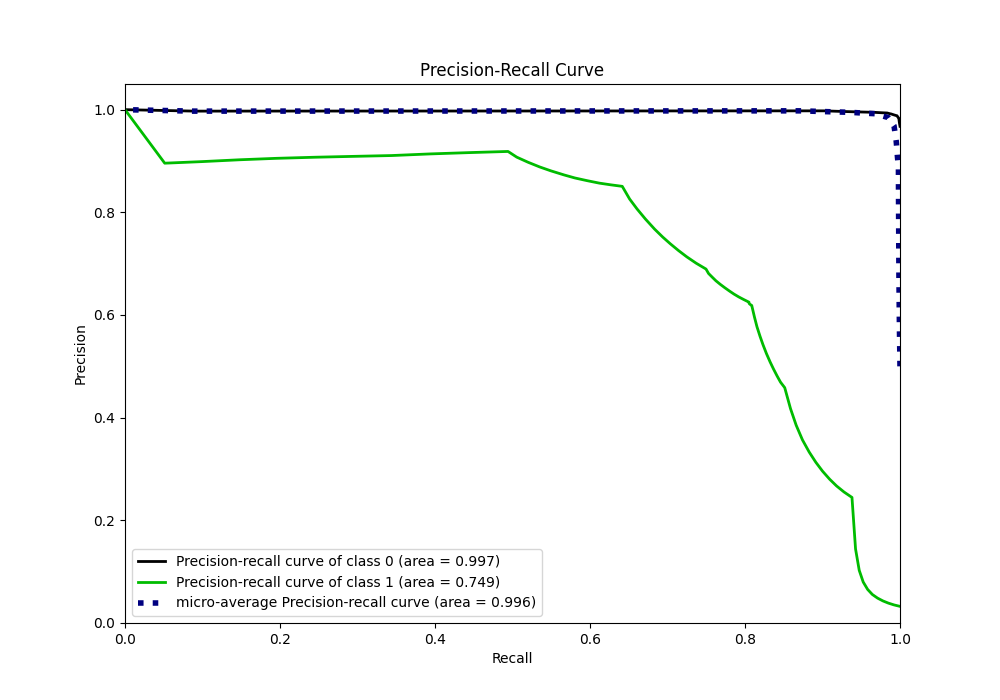 Precision-Recall Curve
1.0
0.8
0.6
0.4
0.2
0.0
Precision
Precision-recall curve of class 0 (area = 0.997)
Precision-recall curve of class 1 (area = 0.749)
micro-average Precision-recall curve (area = 0.996)
0.0 0.2 0.4 0.6 0.8 1.0
Recall